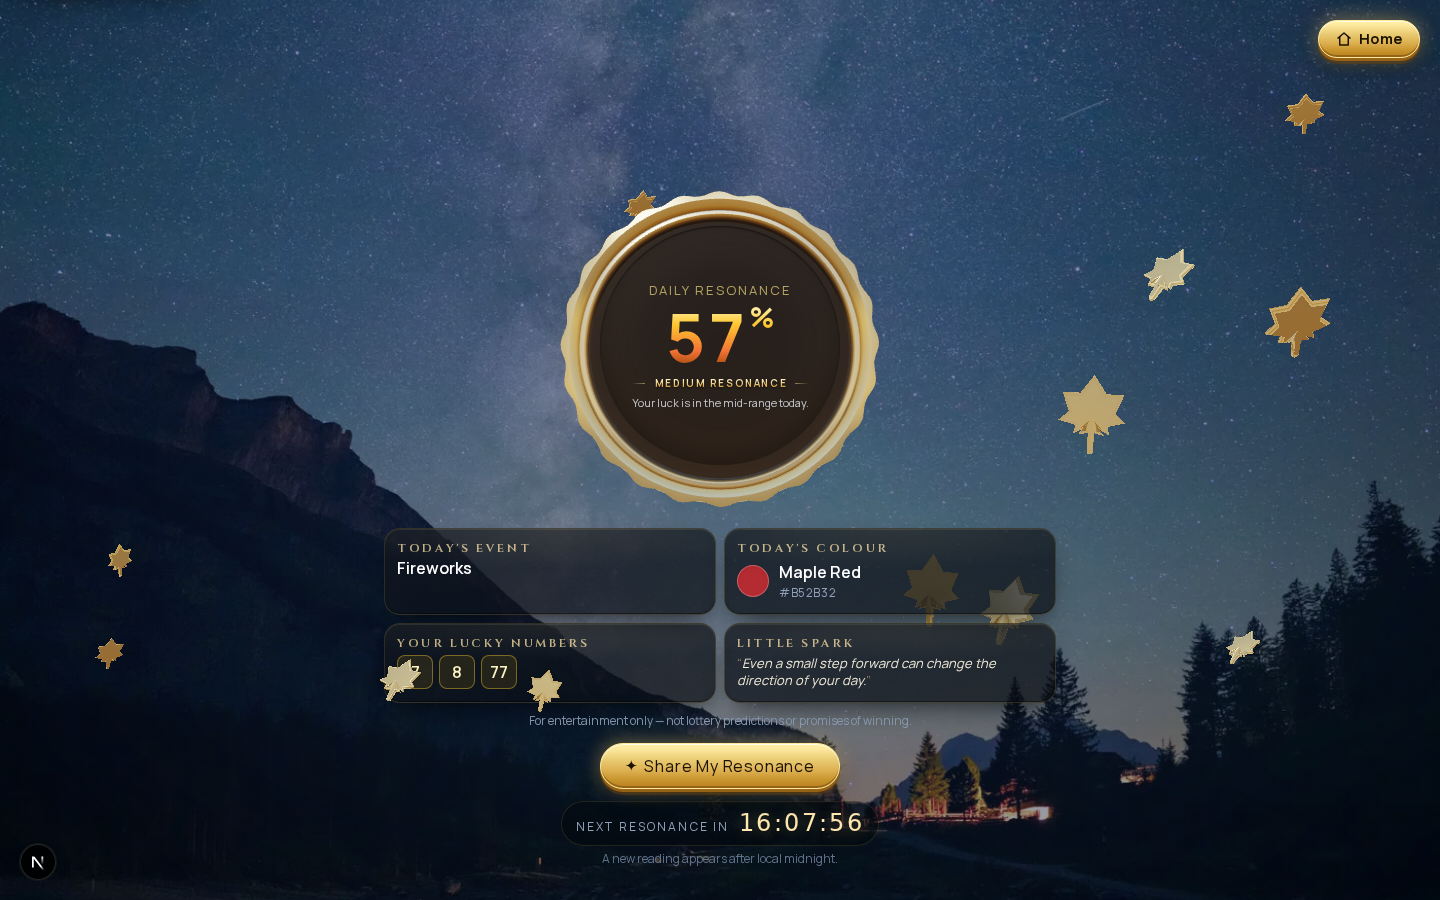 Home
DAILY RESONANCE
57%
MEDIUM RESONANCE
Your luck is in the mid-range today.
TODAY'S EVENT
Fireworks
TODAY'S COLOUR
Maple Red
#B52B32
YOUR LUCKY NUMBERS
8 77
LITTLE SPARK
"Even a small step forward can change the
direction of your day."
For entertainment only — not lottery predictions or promises of winning.
✦ Share My Resonance
NEXT RESONANCE IN 16:07:56
A new reading appears after local midnight.
N